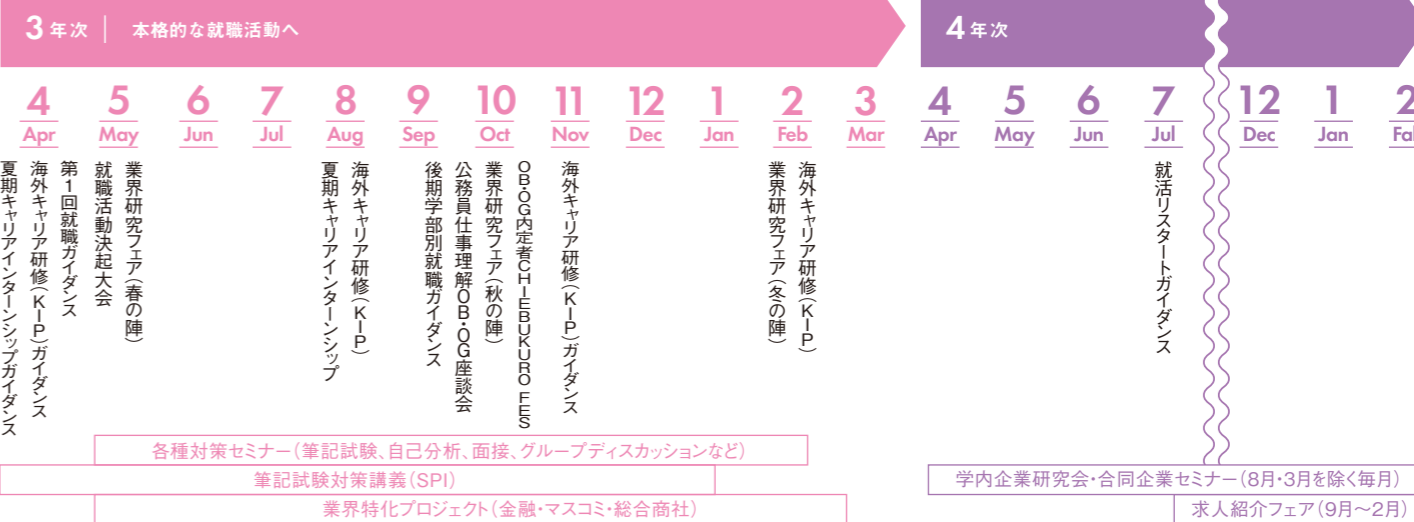 3年次 本格的な就職活動へ
4年次
4 5 6 7 8 9 10 11 12 1 2 3 4 5 6 7 12 1 2
Apr May Jun Jul Aug Sep Oct Nov Dec Jan Feb Mar Apr May Jun Jul Dec Jan
第1回就職ガイダンス
海外キャリア研修(KIP)ガイダンス
夏期キャリアインターンシップガイダンス
業界研究フェア(春の陣)
就職活動決起大会
海外キャリア研修(KIP)
夏期キャリアインターンシップ
後期学部別就職ガイダンス
OB・OG内定者CHIEBUKURO FES
業界研究フェア(秋の陣)
公務員仕事理解OB・OG座談会
海外キャリア研修(KIP)ガイダンス
海外キャリア研修(KIP)
業界研究フェア(冬の陣)
就活リスタートガイダンス
各種対策セミナー(筆記試験、自己分析、面接、グループディスカッションなど)
筆記試験対策講義(SPI)
学内企業研究会・合同企業セミナー(8月・3月を除く毎月)
業界特化プロジェクト(金融・マスコミ・総合商社)
求人紹介フェア(9月〜2月)